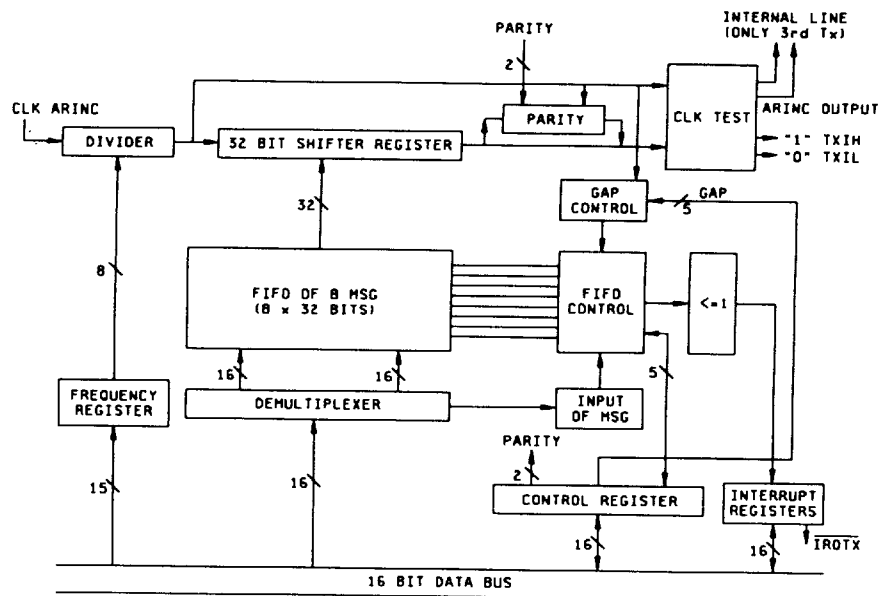 INTERNAL LINE
(ONLY 3rd Tx)
PARITY
2
CLK ARINC
DIVIDER
32 BIT SHIFTER REGISTER
PARITY
CLK TEST
ARINC OUTPUT
"1" TXIH
"0" TXIL
32
GAP
CONTROL
GAP
5
8
FIFO OF 8 MSG
(8 x 32 BITS)
FIFO
CONTROL
<=1
16
16
5
FREQUENCY
REGISTER
DEMULTIPLEXER
INPUT
OF MSG
PARITY
2
15
16
CONTROL REGISTER
INTERRUPT
REGISTERS
16
16
IROTX
16 BIT DATA BUS